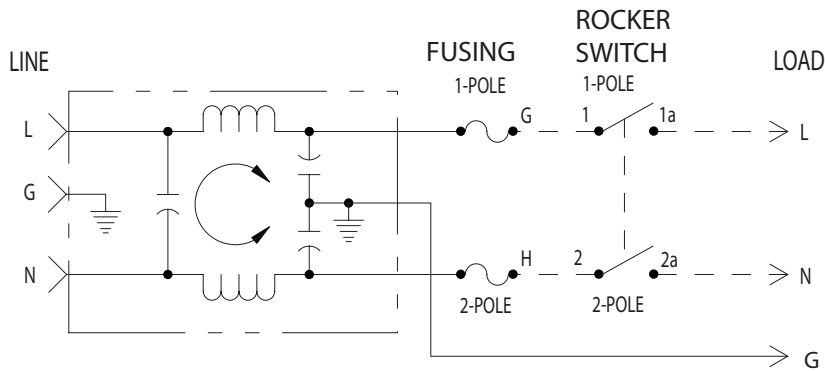 ROCKER
SWITCH
FUSING
LINE
LOAD
1-POLE
1-POLE
L
G
1
1a
L
G
N
H
2
2a
N
2-POLE
2-POLE
G